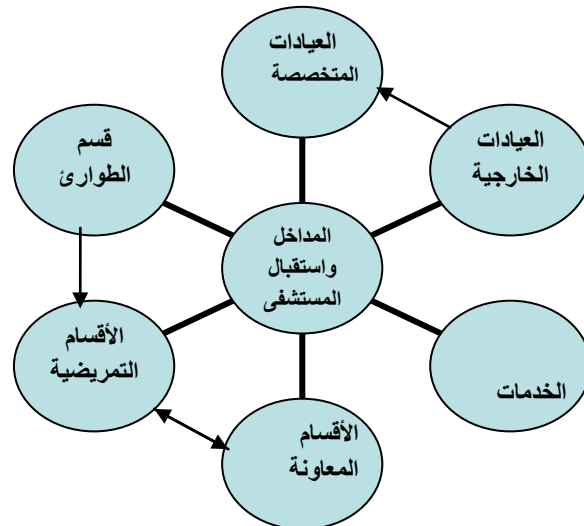 العيادات
المتخصصة
العيادات
الخارجية
قسم
الطوارئ
المداخل
واستقبال
المستشفى
الأقسام
التمريضية
الخدمات
الأقسام
المعاونة